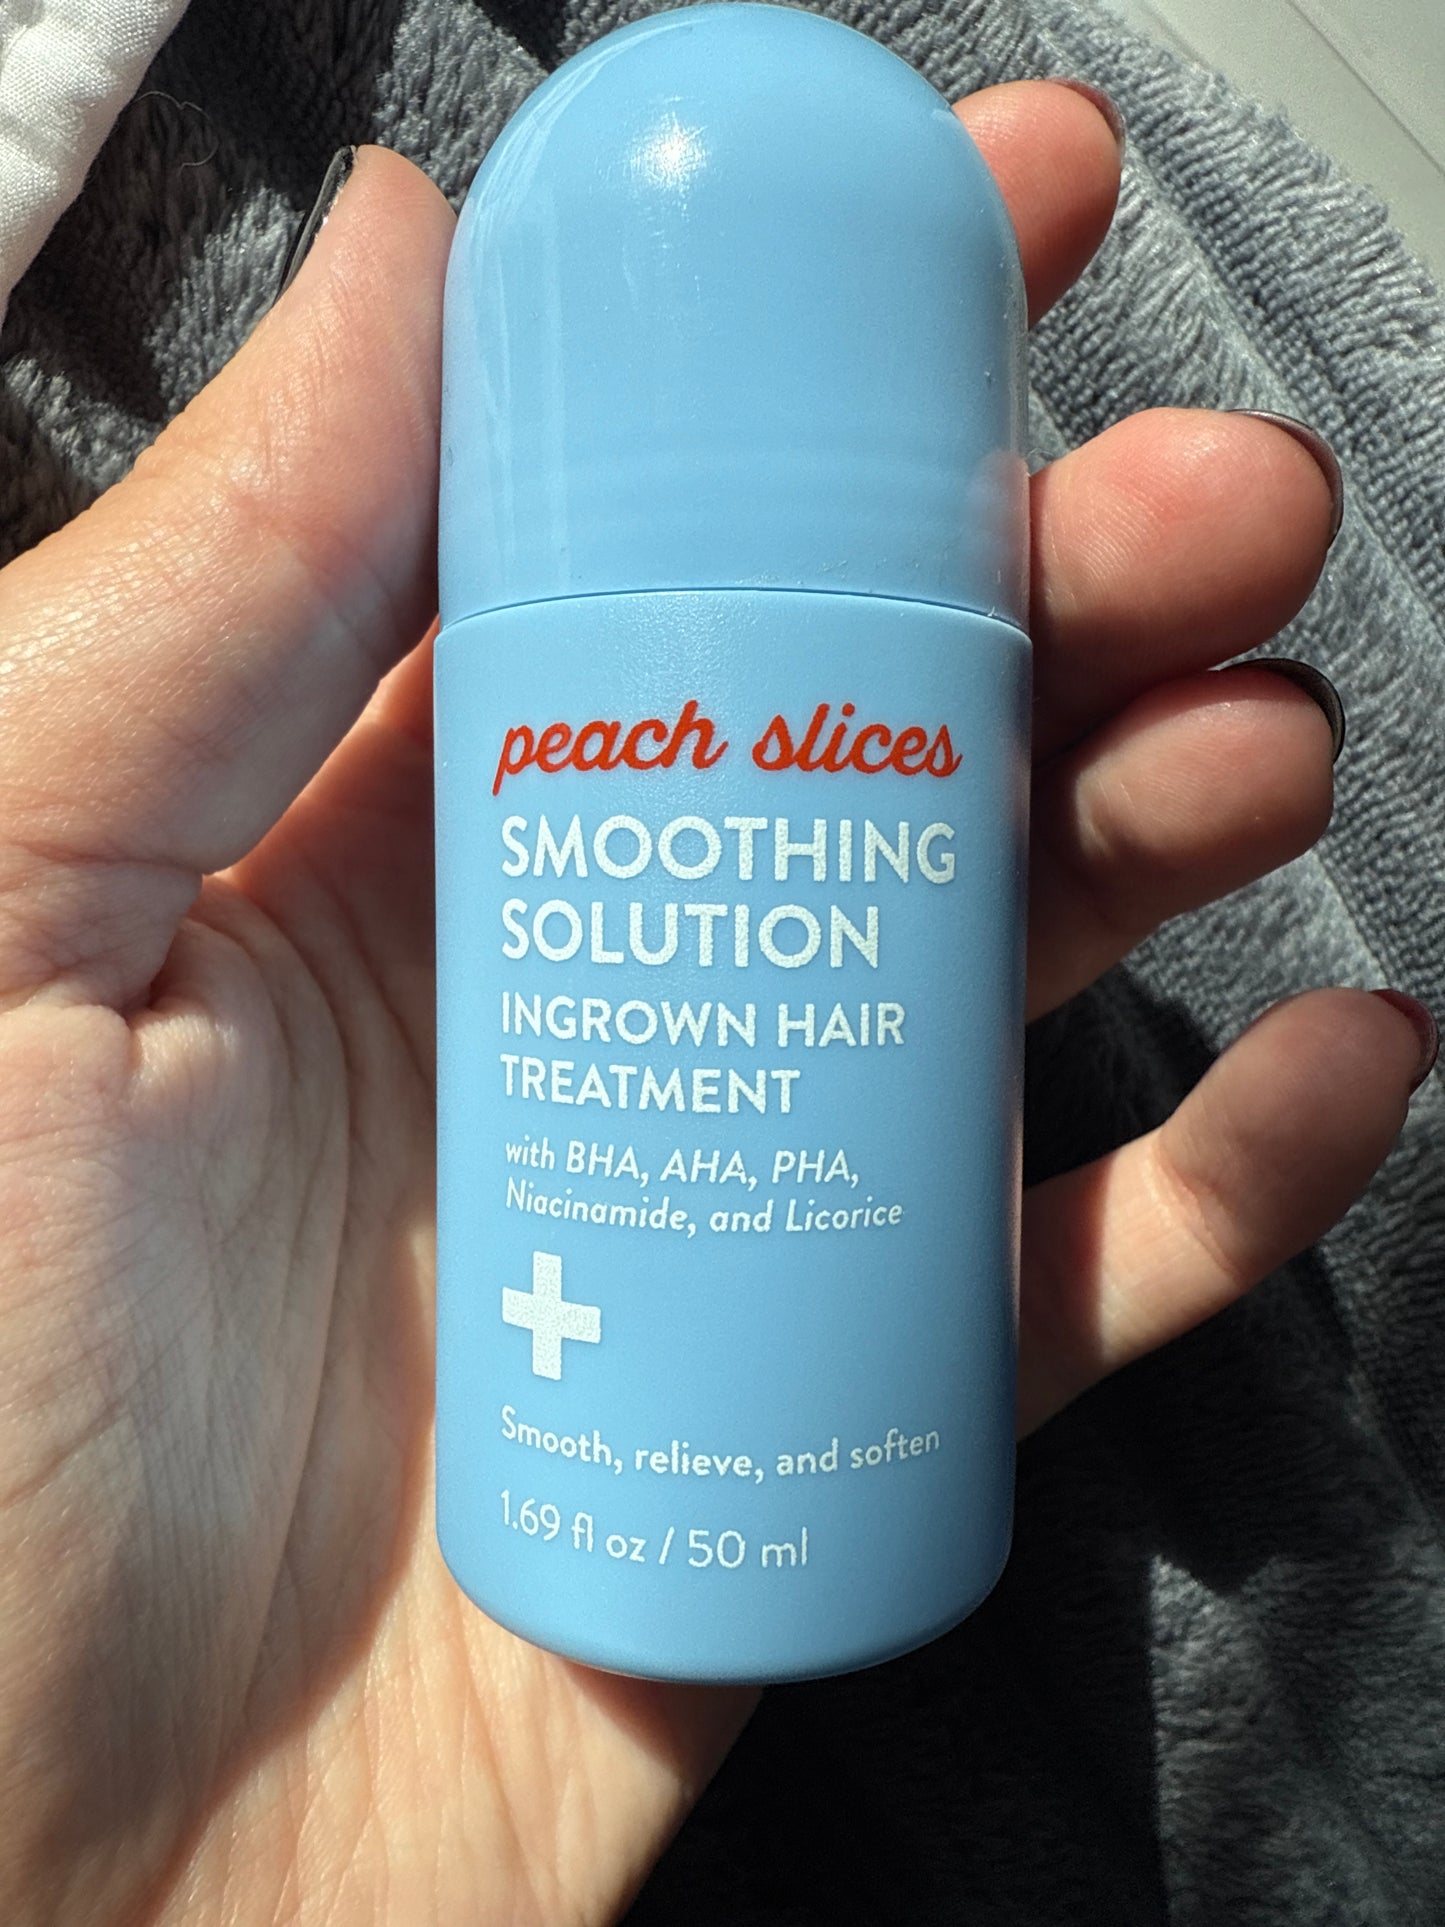 peach slices
SMOOTHING
SOLUTION
INGROWN HAIR
TREATMENT
with BHA, AHA, PHA,
Niacinamide, and Licorice
Smooth, relieve, and soften
1.69 fl oz / 50 ml